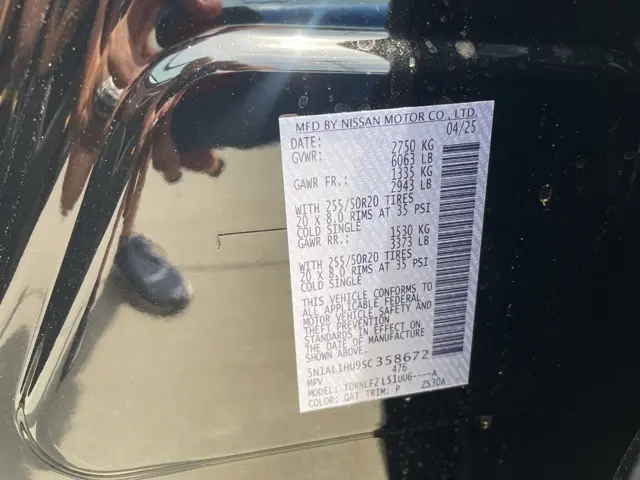 MFD BY NISSAN MOTOR CO., LTD.
DATE: 04/25
GVWR: 2750 KG
6063 LB
GAWR FR.: 1335 KG
2943 LB
WITH 255/50R20 TIRES
20 X 8.0 RIMS AT 35 PSI
COLD SINGLE
GAWR RR.: 1530 KG
3373 LB
WITH 255/50R20 TIRES
20 X 8.0 RIMS AT 35 PSI
COLD SINGLE
THIS VEHICLE CONFORMS TO
ALL APPLICABLE FEDERAL
MOTOR VEHICLE SAFETY AND
THEFT PREVENTION
STANDARDS IN EFFECT ON
THE DATE OF MANUFACTURE
SHOWN ABOVE.
5N1AL1HU9SC358672
MPV 476
MODEL: TDRNLFZ L51UU6----A
COLOR: GAT TRIM: P ZS30A